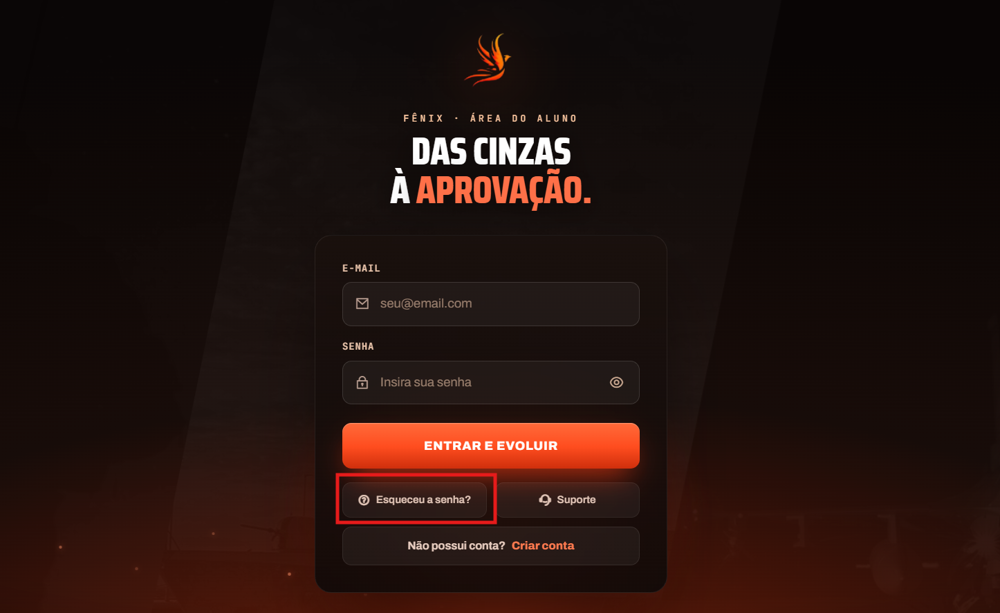 FÊNIX · ÁREA DO ALUNO
DAS CINZAS
À APROVAÇÃO.
E-MAIL
seu@email.com
SENHA
Insira sua senha
ENTRAR E EVOLUIR
Esqueceu a senha?
Suporte
Não possui conta? Criar conta